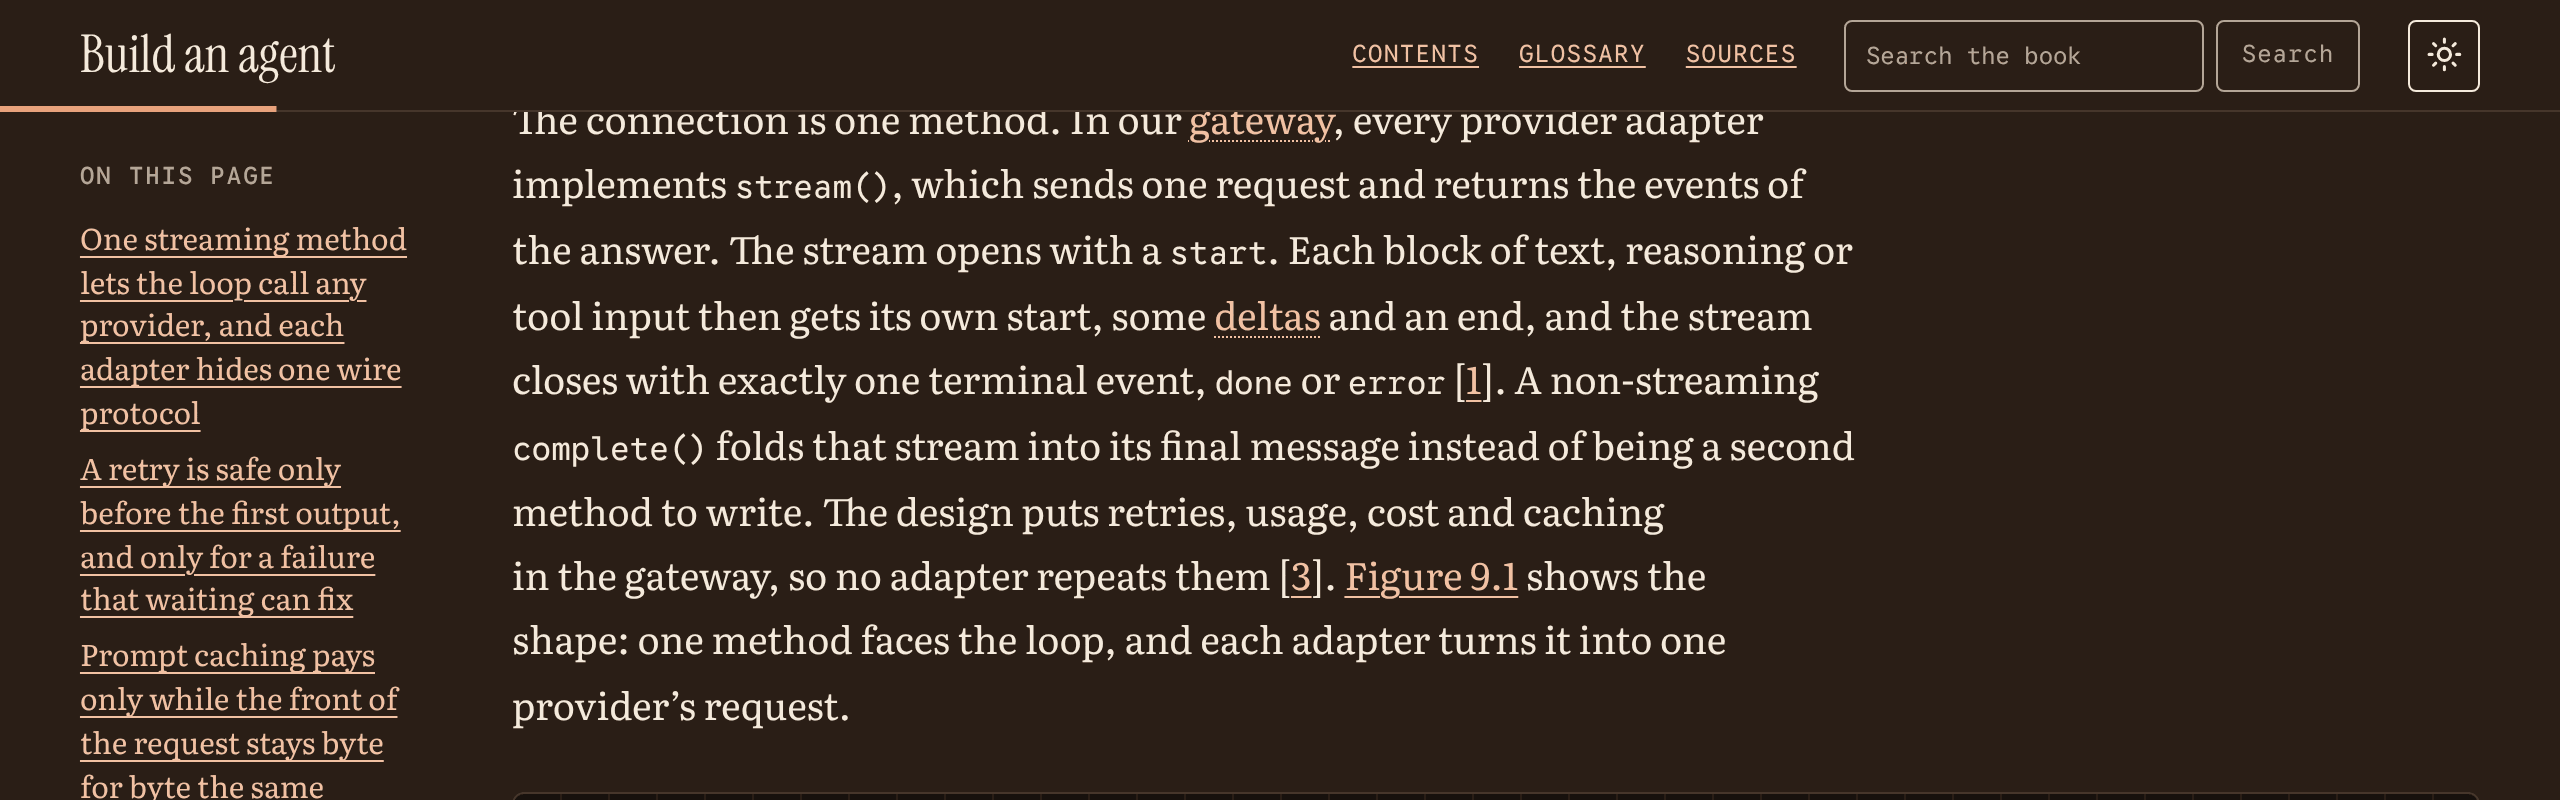 Build an agent
CONTENTS GLOSSARY SOURCES Search the book Search
ON THIS PAGE
One streaming method
lets the loop call any
provider, and each
adapter hides one wire
protocol
A retry is safe only
before the first output,
and only for a failure
that waiting can fix
Prompt caching pays
only while the front of
the request stays byte
for byte the same
The connection is one method. In our gateway, every provider adapter
implements stream(), which sends one request and returns the events of
the answer. The stream opens with a start. Each block of text, reasoning or
tool input then gets its own start, some deltas and an end, and the stream
closes with exactly one terminal event, done or error [1]. A non-streaming
complete() folds that stream into its final message instead of being a second
method to write. The design puts retries, usage, cost and caching
in the gateway, so no adapter repeats them [3]. Figure 9.1 shows the
shape: one method faces the loop, and each adapter turns it into one
provider’s request.